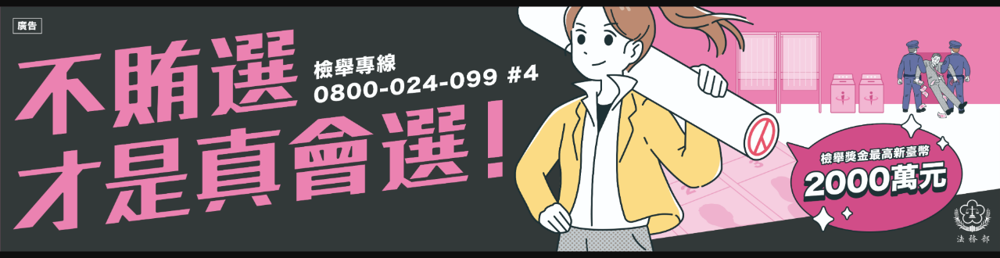 廣告
不賄選
才是真會選!
檢舉專線
0800-024-099 #4
檢舉獎金最高新臺幣
2000萬元
法務部